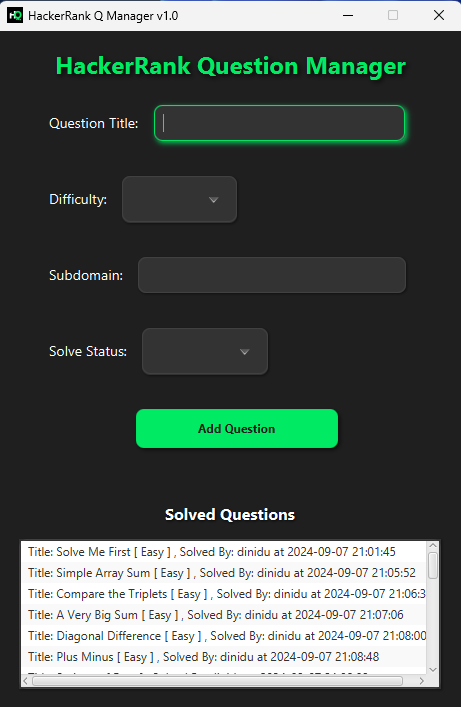 HQ
HackerRank Q Manager v1.0
HackerRank Question Manager
Question Title:
Difficulty:
Subdomain:
Solve Status:
Add Question
Solved Questions
Title: Solve Me First [ Easy ] , Solved By: dinidu at 2024-09-07 21:01:45
Title: Simple Array Sum [ Easy ] , Solved By: dinidu at 2024-09-07 21:05:52
Title: Compare the Triplets [ Easy ] , Solved By: dinidu at 2024-09-07 21:06:3
Title: A Very Big Sum [ Easy ] , Solved By: dinidu at 2024-09-07 21:07:06
Title: Diagonal Difference [ Easy ] , Solved By: dinidu at 2024-09-07 21:08:00
Title: Plus Minus [ Easy ] , Solved By: dinidu at 2024-09-07 21:08:48